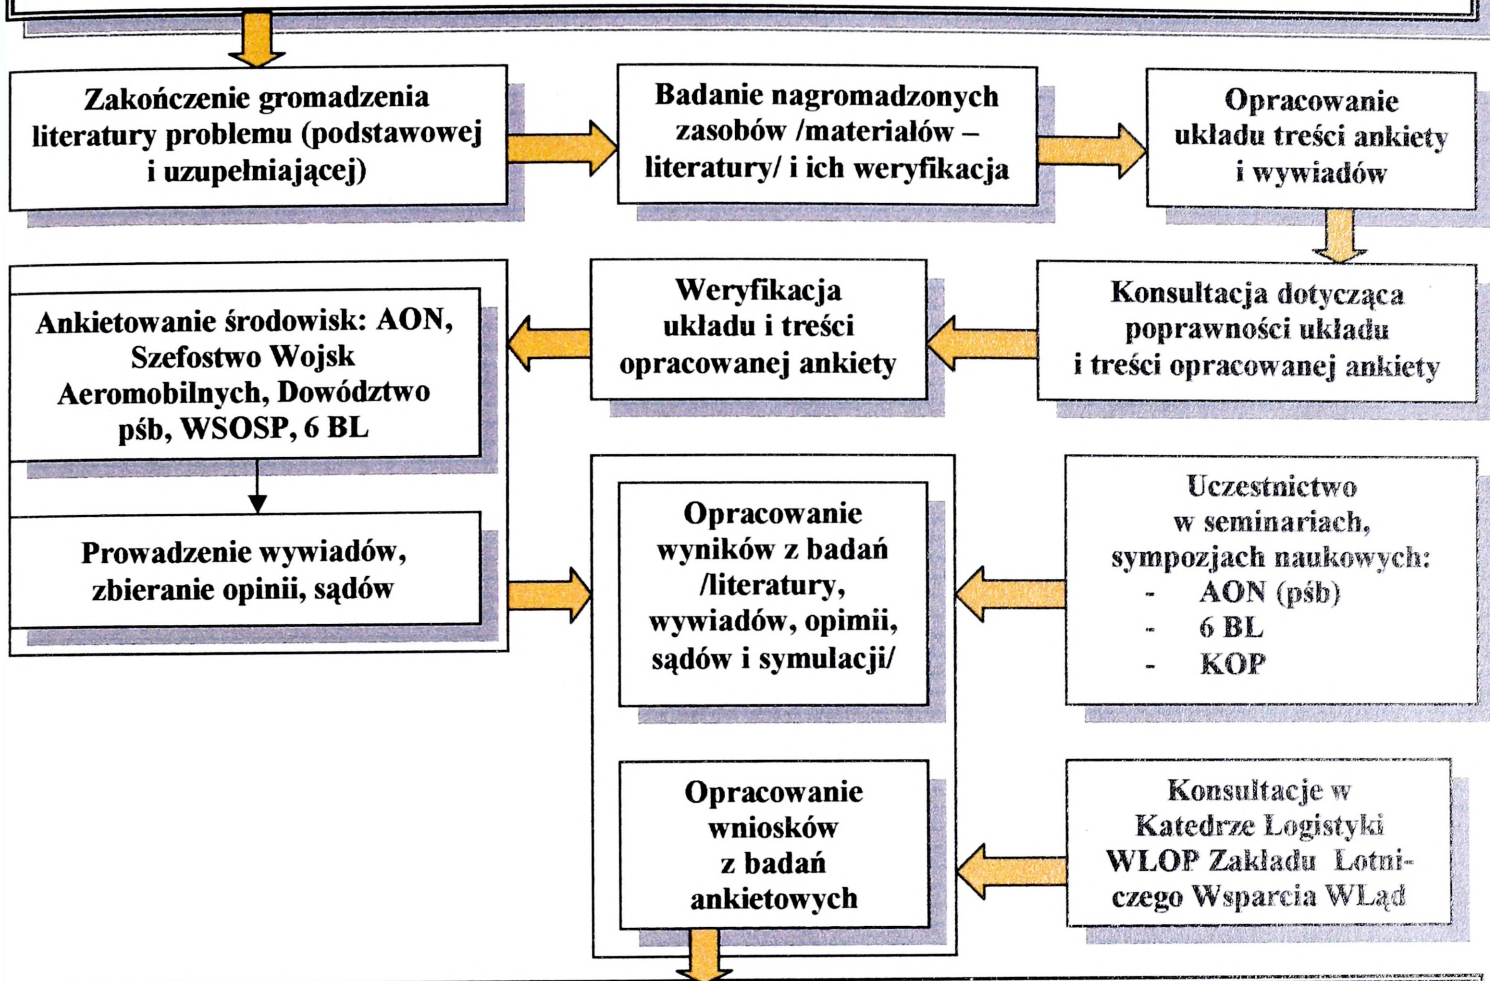 Zakończenie gromadzenia
literatury problemu (podstawowej
i uzupełniającej)
Badanie nagromadzonych
zasobów /materiałów –
literatury/ i ich weryfikacja
Opracowanie
układu treści ankiety
i wywiadów
Konsultacja dotycząca
poprawności układu
i treści opracowanej ankiety
Weryfikacja
układu i treści
opracowanej ankiety
Ankietowanie środowisk: AON,
Szefostwo Wojsk
Aeromobilnych, Dowództwo
pśb, WSOSP, 6 BL
Prowadzenie wywiadów,
zbieranie opinii, sądów
Opracowanie
wyników z badań
/literatury,
wywiadów, opimii,
sądów i symulacji/
Uczestnictwo
w seminariach,
sympozjach naukowych:
- AON (pśb)
- 6 BL
- KOP
Opracowanie
wniosków
z badań
ankietowych
Konsultacje w
Katedrze Logistyki
WLOP Zakładu Lotni-
czego Wsparcia WLąd